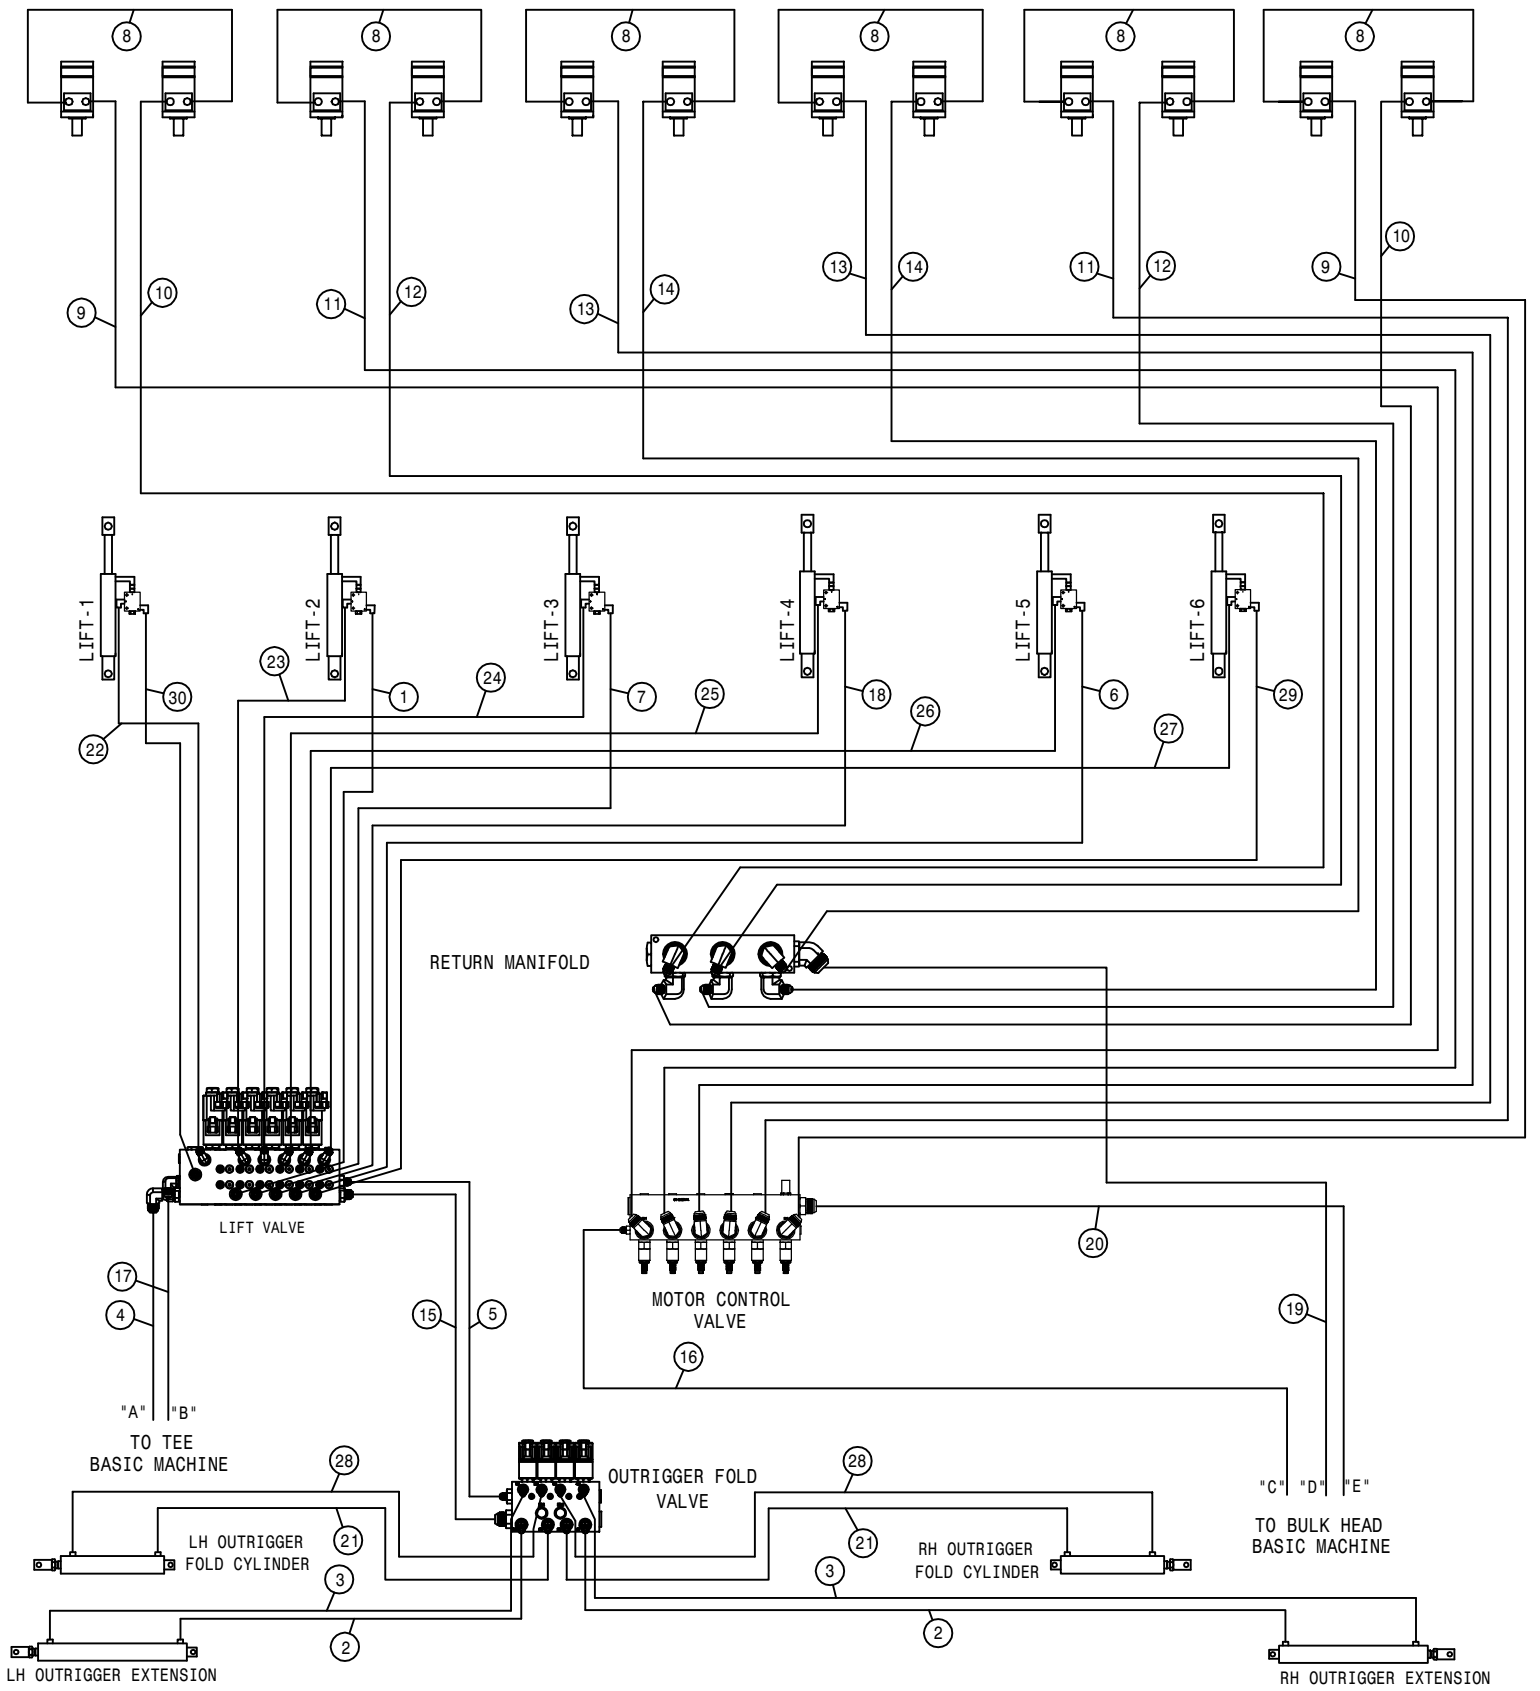 8 8 8 8 8 8
10
13 14 11 12 9
10 12 14
9 11 13
LIFT-1 LIFT-2 LIFT-3 LIFT-4 LIFT-5 LIFT-6
23 24
30 1 7 25 18 26 6 29
22 27
RETURN MANIFOLD
LIFT VALVE
20
17
4 15 5
MOTOR CONTROL
VALVE
19
16
"A" "B"
TO TEE
BASIC MACHINE
28 28
OUTRIGGER FOLD
VALVE
"C" "D" "E"
TO BULK HEAD
BASIC MACHINE
21 21
LH OUTRIGGER
FOLD CYLINDER
RH OUTRIGGER
FOLD CYLINDER
3 3
2 2
LH OUTRIGGER EXTENSION
RH OUTRIGGER EXTENSION